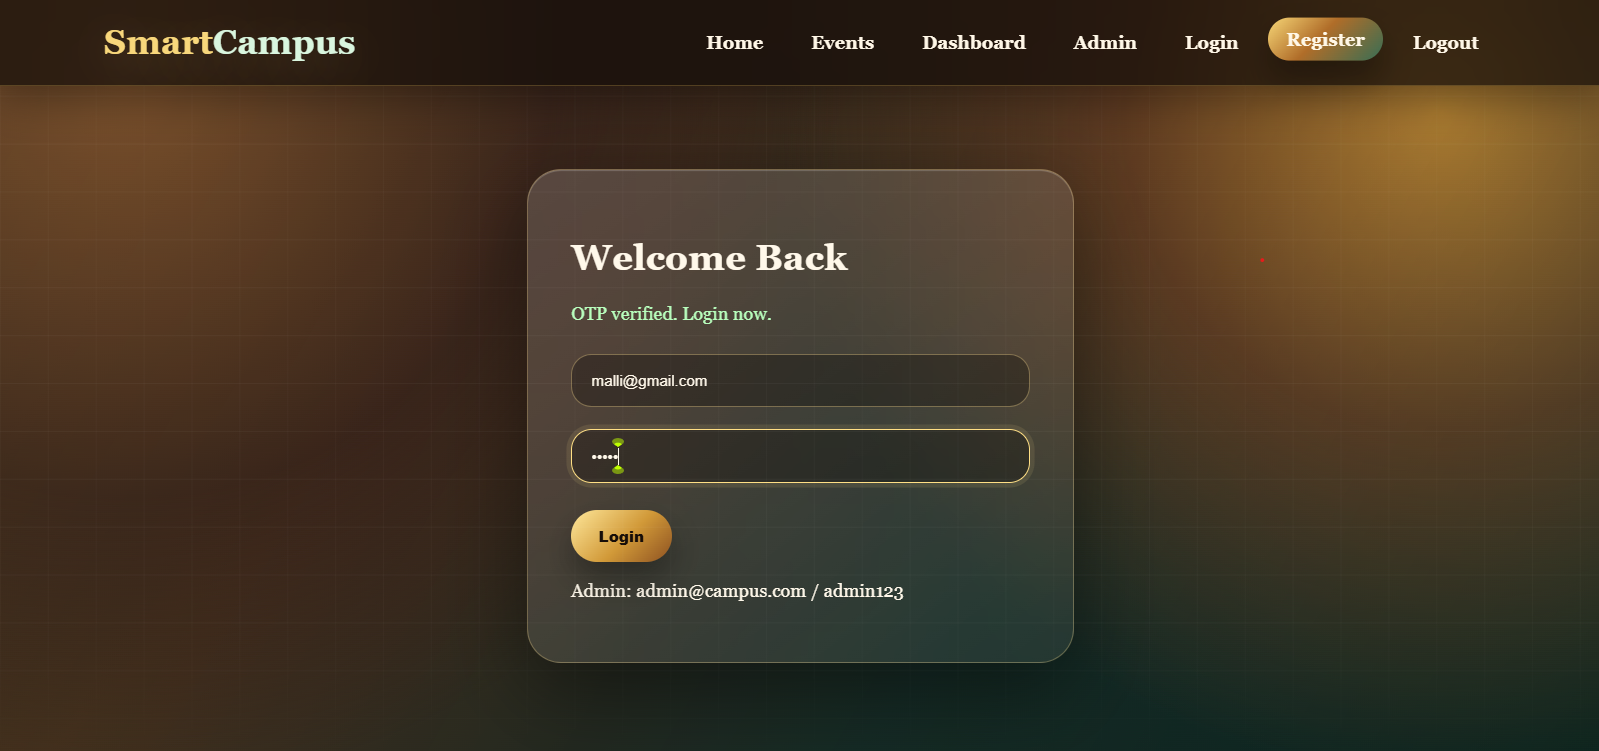 SmartCampus
Home Events Dashboard Admin Login Register Logout
Welcome Back
OTP verified. Login now.
malli@gmail.com
•••••
Login
Admin: admin@campus.com / admin123